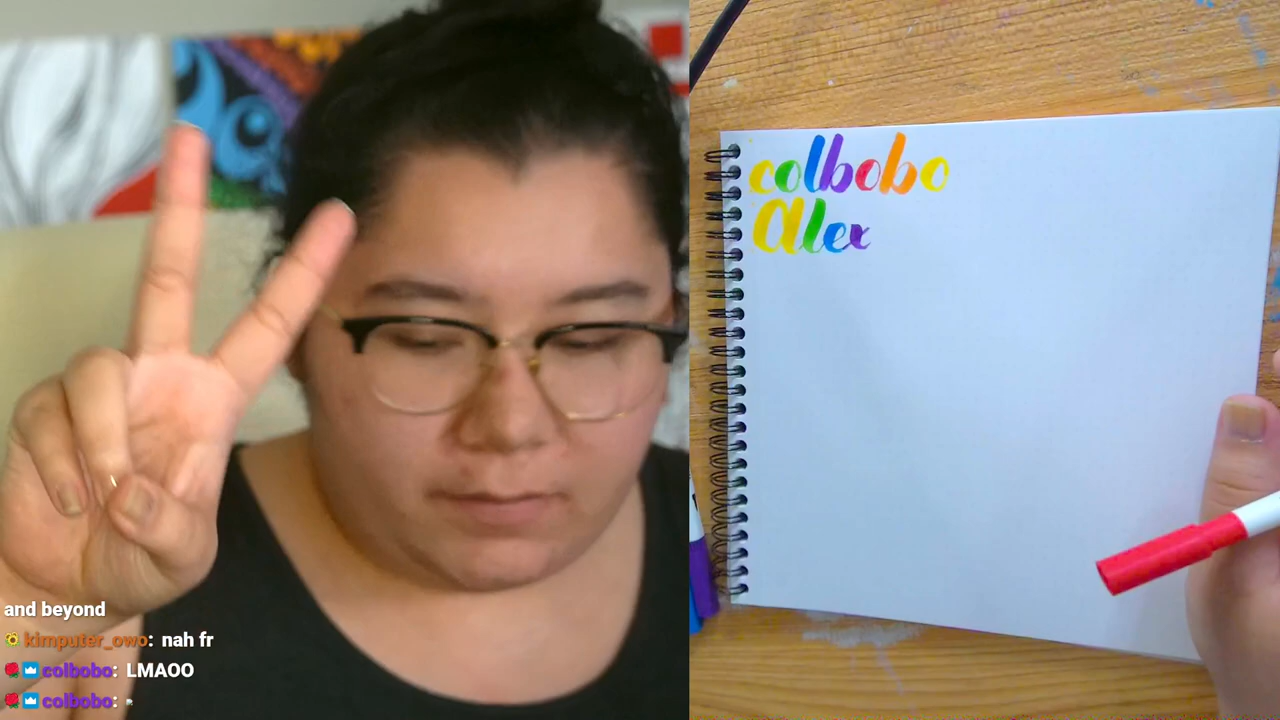 and beyond
kimputer_owo: nah fr
colbobo: LMAOO
colbobo:
colbobo
Alex